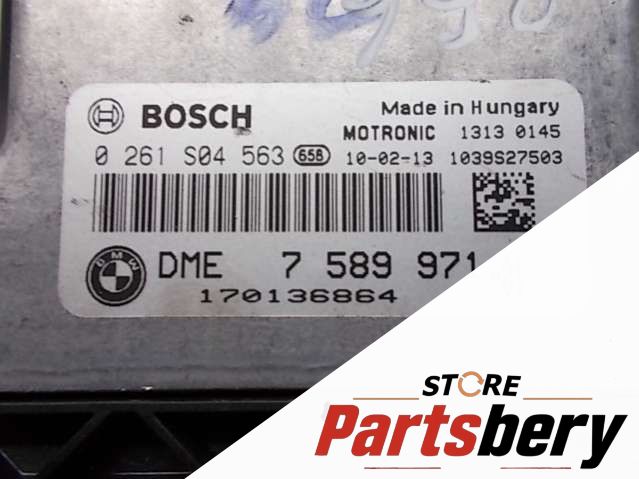 BOSCH
Made in Hungary
MOTRONIC 1313 0145
0 261 S04 563 658 10-02-13 1039S27503
BMW
DME 7 589 971
170136864
STORE
Partsbery